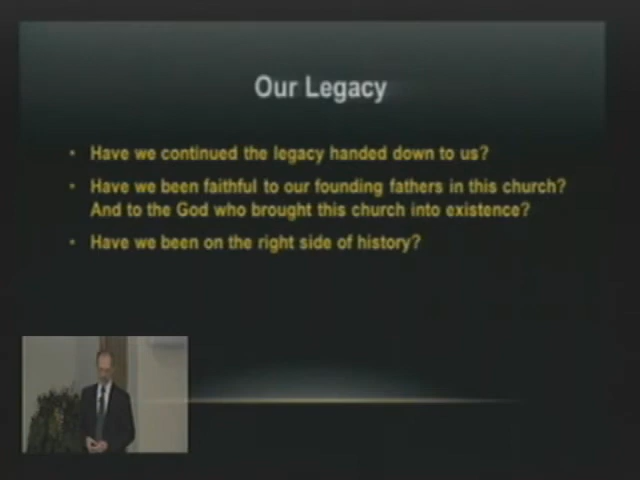 Our Legacy
• Have we continued the legacy handed down to us?
• Have we been faithful to our founding fathers in this church?
And to the God who brought this church into existence?
• Have we been on the right side of history?